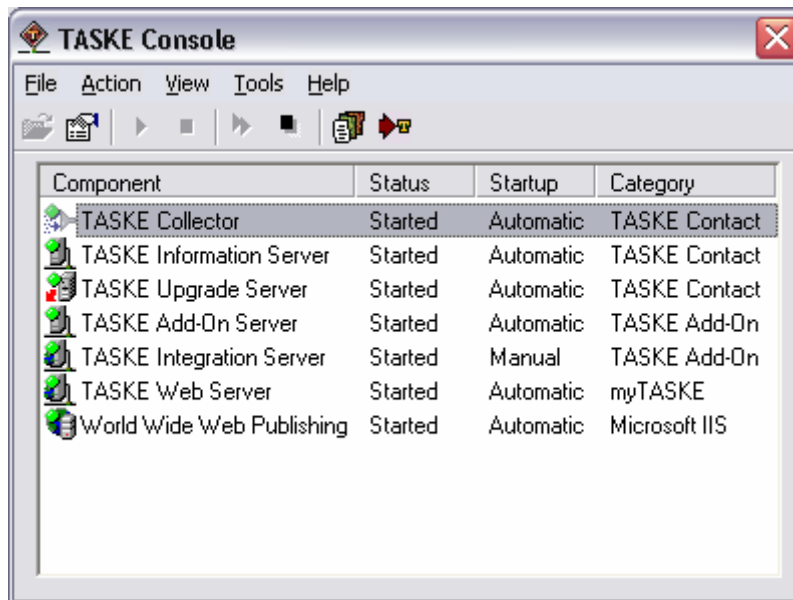 TASKE Console
File Action View Tools Help
Component Status Startup Category
TASKE Collector Started Automatic TASKE Contact
TASKE Information Server Started Automatic TASKE Contact
TASKE Upgrade Server Started Automatic TASKE Contact
TASKE Add-On Server Started Automatic TASKE Add-On
TASKE Integration Server Started Manual TASKE Add-On
TASKE Web Server Started Automatic myTASKE
World Wide Web Publishing Started Automatic Microsoft IIS